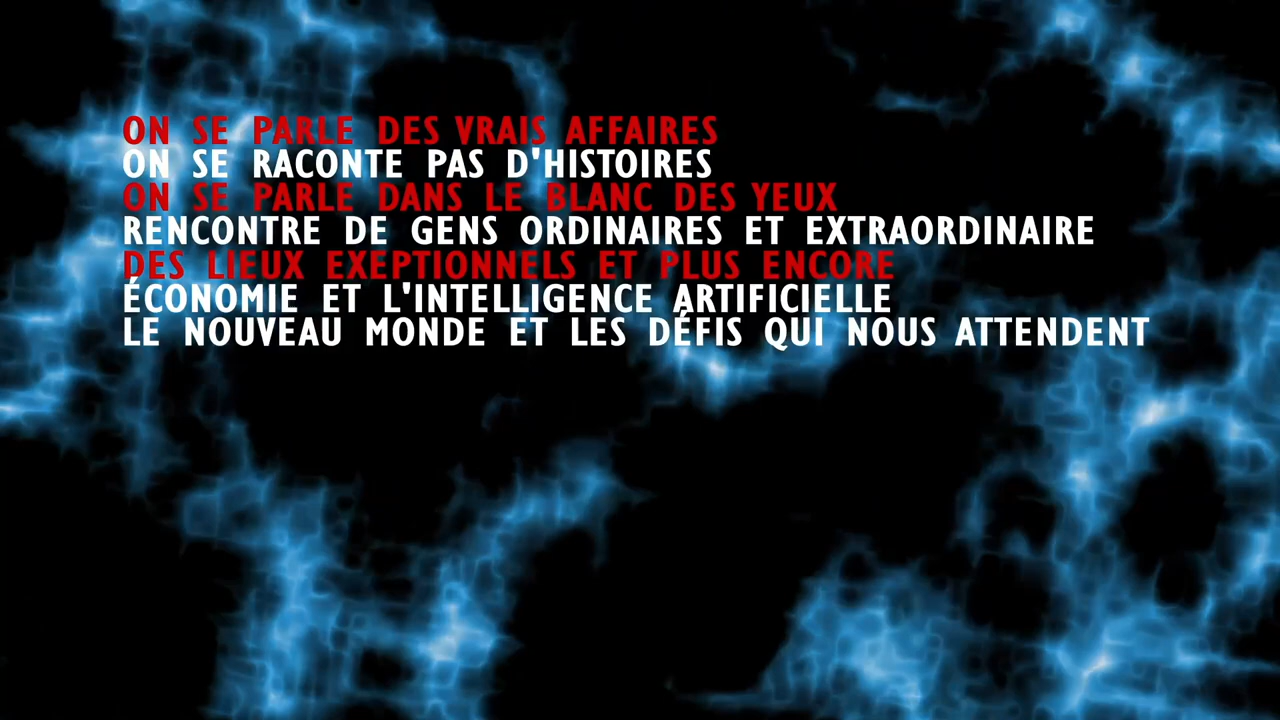 ON SE PARLE DES VRAIS AFFAIRES
ON SE RACONTE PAS D'HISTOIRES
ON SE PARLE DANS LE BLANC DES YEUX
RENCONTRE DE GENS ORDINAIRES ET EXTRAORDINAIRE
DES LIEUX EXEPTIONNELS ET PLUS ENCORE
ÉCONOMIE ET L'INTELLIGENCE ARTIFICIELLE
LE NOUVEAU MONDE ET LES DÉFIS QUI NOUS ATTENDENT